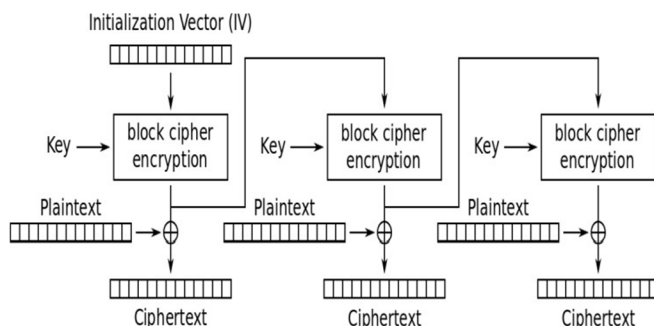 Initialization Vector (IV)
Key
block cipher
encryption
Key
block cipher
encryption
Key
block cipher
encryption
Plaintext
Plaintext
Plaintext
Ciphertext
Ciphertext
Ciphertext